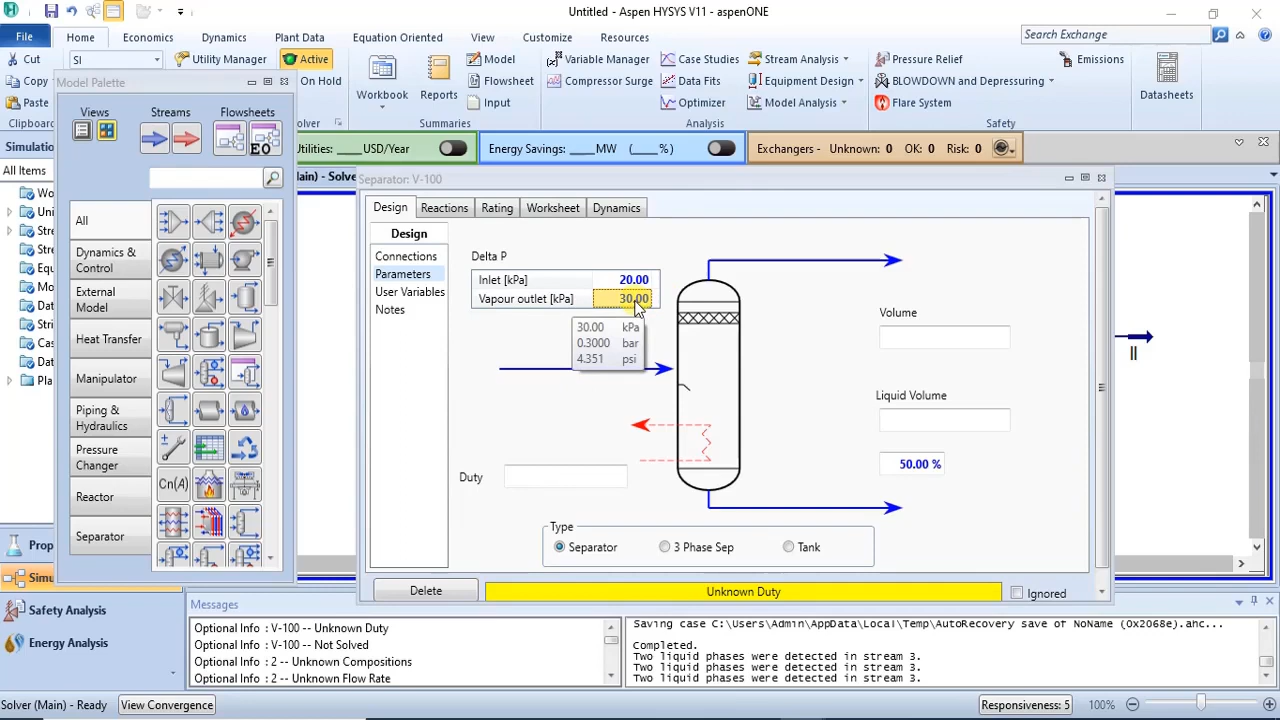 Untitled - Aspen HYSYS V11 - aspenONE
File Home Economics Dynamics Plant Data Equation Oriented View Customize Resources Search Exchange
Cut SI Utility Manager Active Model Variable Manager Case Studies Stream Analysis Pressure Relief Emissions
Copy On Hold Workbook Reports Flowsheet Compressor Surge Data Fits Equipment Design BLOWDOWN and Depressuring Datasheets
Paste Input Optimizer Model Analysis Flare System
Clipboard Summaries Analysis Safety
Model Palette
Views Streams Flowsheets
EO
Utilities: ____USD/Year Energy Savings: ____MW (____%) Exchangers - Unknown: 0 OK: 0 Risk: 0
All Items
All
Dynamics & Control
External Model
Heat Transfer
Manipulator
Piping & Hydraulics
Pressure Changer
Reactor
Separator
Cn(A)
Separator: V-100
Design Reactions Rating Worksheet Dynamics
Design
Connections
Parameters
User Variables
Notes
Delta P
Inlet [kPa] 20.00
Vapour outlet [kPa] 30.00
30.00 kPa
0.3000 bar
4.351 psi
Volume
Liquid Volume
50.00 %
Duty
Type
Separator 3 Phase Sep Tank
Delete Unknown Duty Ignored
Safety Analysis
Energy Analysis
Messages
Optional Info : V-100 -- Unknown Duty
Optional Info : V-100 -- Not Solved
Optional Info : 2 -- Unknown Compositions
Optional Info : 2 -- Unknown Flow Rate
Saving case C:\Users\Admin\AppData\Local\Temp\AutoRecovery save of NoName (0x2068e).ahc...
Completed.
Two liquid phases were detected in stream 3.
Two liquid phases were detected in stream 3.
Two liquid phases were detected in stream 3.
Solver (Main) - Ready View Convergence Responsiveness: 5 100%